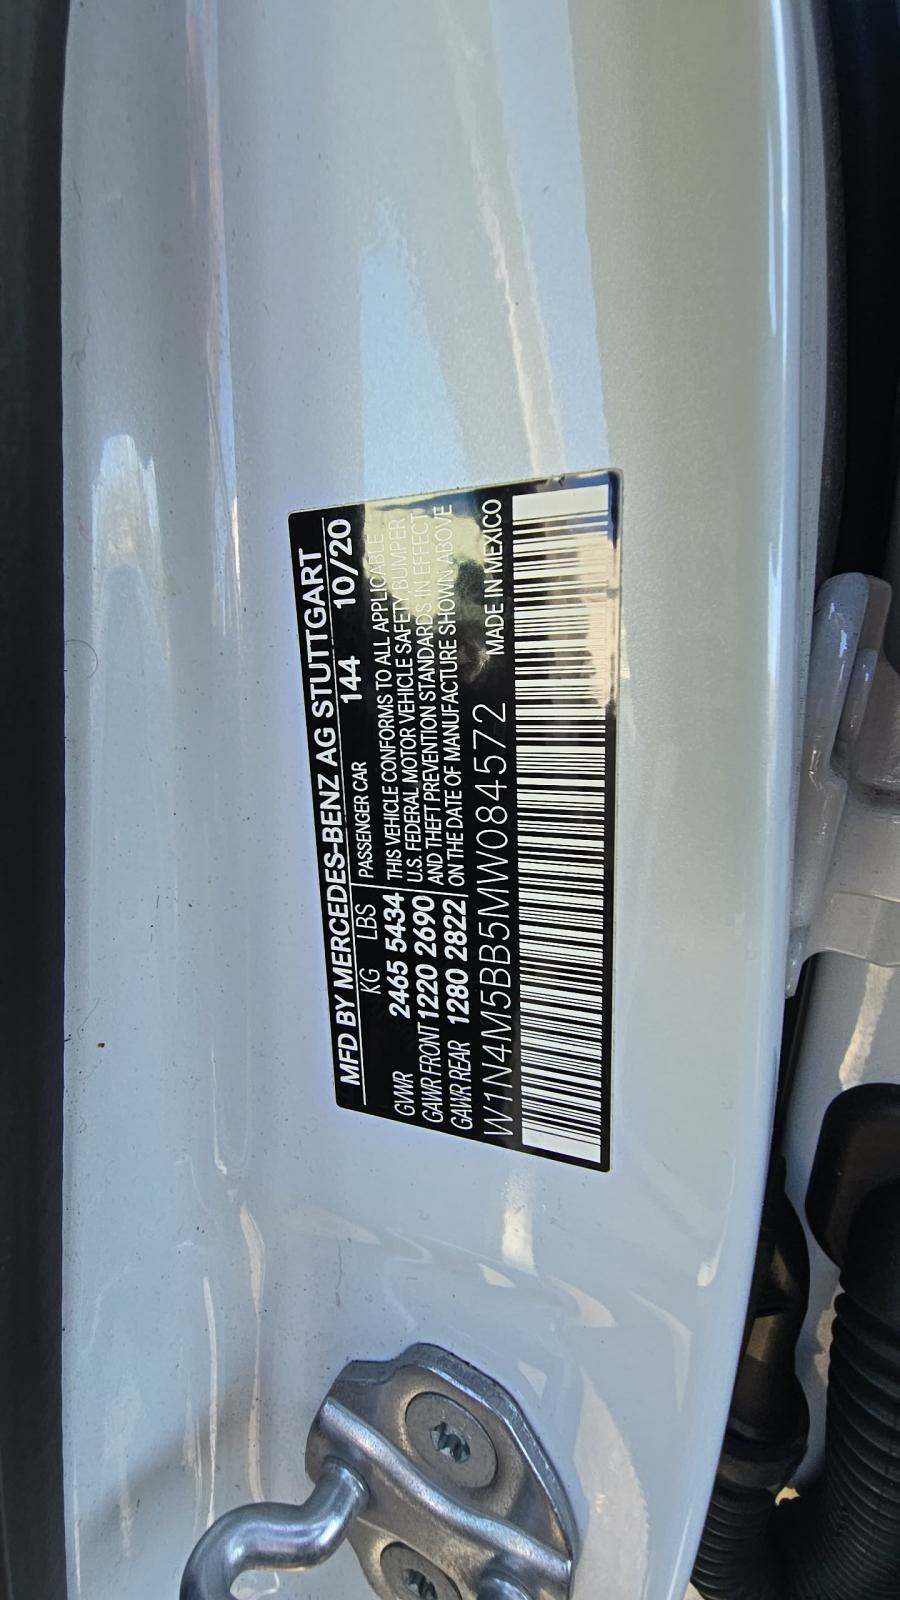 MFD BY MERCEDES-BENZ AG STUTTGART
KG LBS PASSENGER CAR 144 10/20
GVWR 2465 5434 THIS VEHICLE CONFORMS TO ALL APPLICABLE
GAWR FRONT 1220 2690 U.S. FEDERAL MOTOR VEHICLE SAFETY, BUMPER
GAWR REAR 1280 2822 AND THEFT PREVENTION STANDARDS IN EFFECT
ON THE DATE OF MANUFACTURE SHOWN ABOVE
W1N4M5BB5MW084572 MADE IN MEXICO